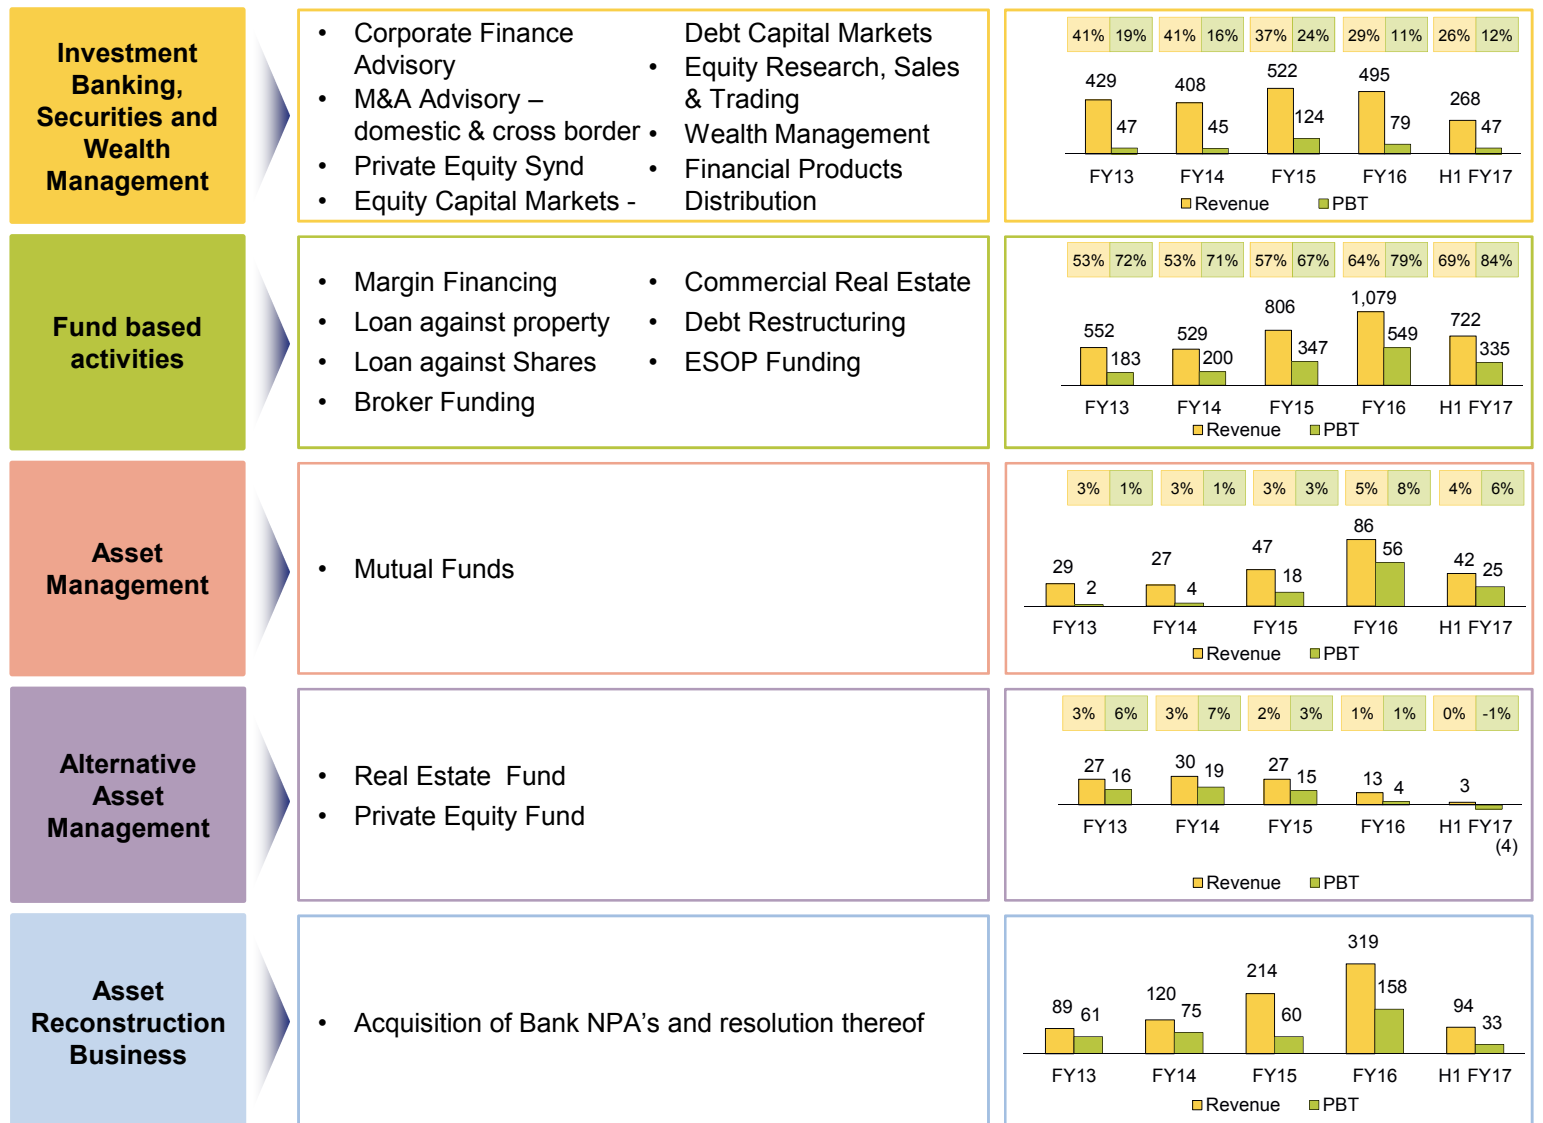 Investment
Banking,
Securities and
Wealth
Management
• Corporate Finance
Advisory
• M&A Advisory –
domestic & cross border
• Private Equity Synd
• Equity Capital Markets -
Debt Capital Markets
• Equity Research, Sales
& Trading
• Wealth Management
• Financial Products
Distribution
41% 19% 41% 16% 37% 24% 29% 11% 26% 12%
429 47 408 45 522 124 495 79 268 47
FY13 FY14 FY15 FY16 H1 FY17
Revenue PBT
Fund based
activities
• Margin Financing
• Loan against property
• Loan against Shares
• Broker Funding
• Commercial Real Estate
• Debt Restructuring
• ESOP Funding
53% 72% 53% 71% 57% 67% 64% 79% 69% 84%
552 183 529 200 806 347 1,079 549 722 335
FY13 FY14 FY15 FY16 H1 FY17
Revenue PBT
Asset
Management
• Mutual Funds
3% 1% 3% 1% 3% 3% 5% 8% 4% 6%
29 2 27 4 47 18 86 56 42 25
FY13 FY14 FY15 FY16 H1 FY17
Revenue PBT
Alternative
Asset
Management
• Real Estate Fund
• Private Equity Fund
3% 6% 3% 7% 2% 3% 1% 1% 0% -1%
27 16 30 19 27 15 13 4 3
FY13 FY14 FY15 FY16 H1 FY17
(4)
Revenue PBT
Asset
Reconstruction
Business
• Acquisition of Bank NPA’s and resolution thereof
89 61 120 75 214 60 319 158 94 33
FY13 FY14 FY15 FY16 H1 FY17
Revenue PBT